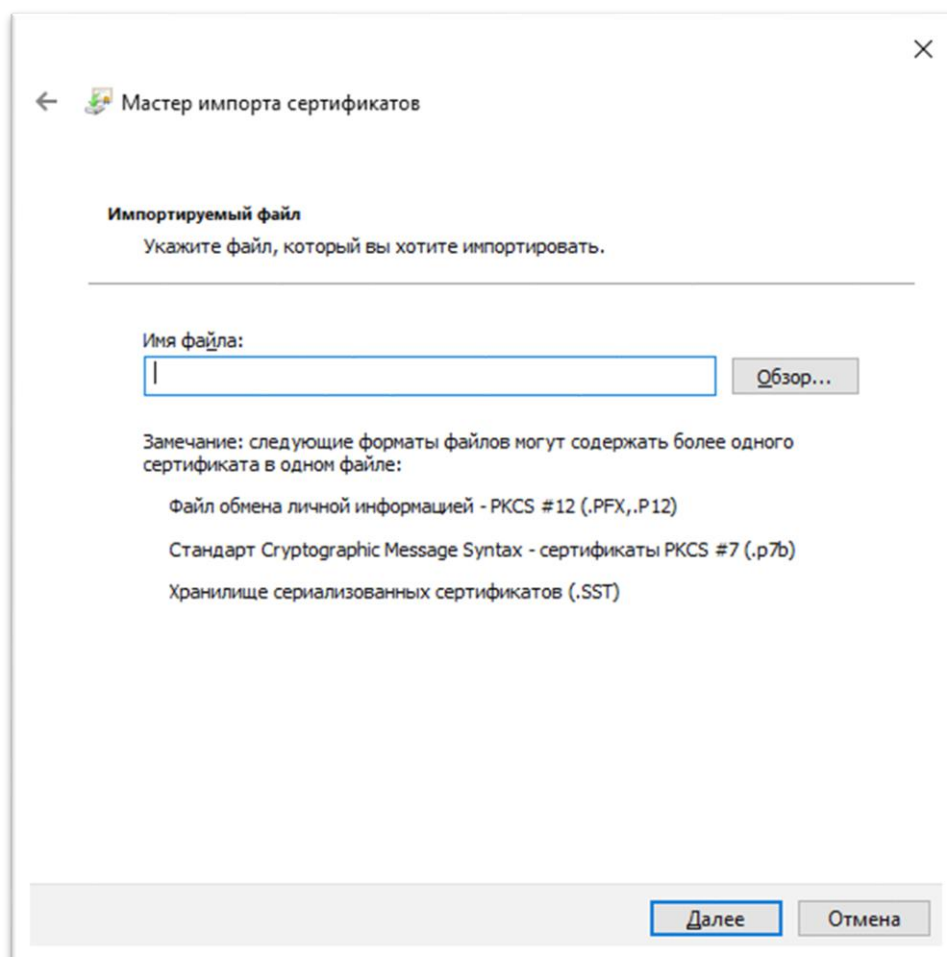 Мастер импорта сертификатов
Импортируемый файл
Укажите файл, который вы хотите импортировать.
Имя файла:
Обзор...
Замечание: следующие форматы файлов могут содержать более одного
сертификата в одном файле:
Файл обмена личной информацией - PKCS #12 (.PFX,.P12)
Стандарт Cryptographic Message Syntax - сертификаты PKCS #7 (.p7b)
Хранилище сериализованных сертификатов (.SST)
Далее
Отмена